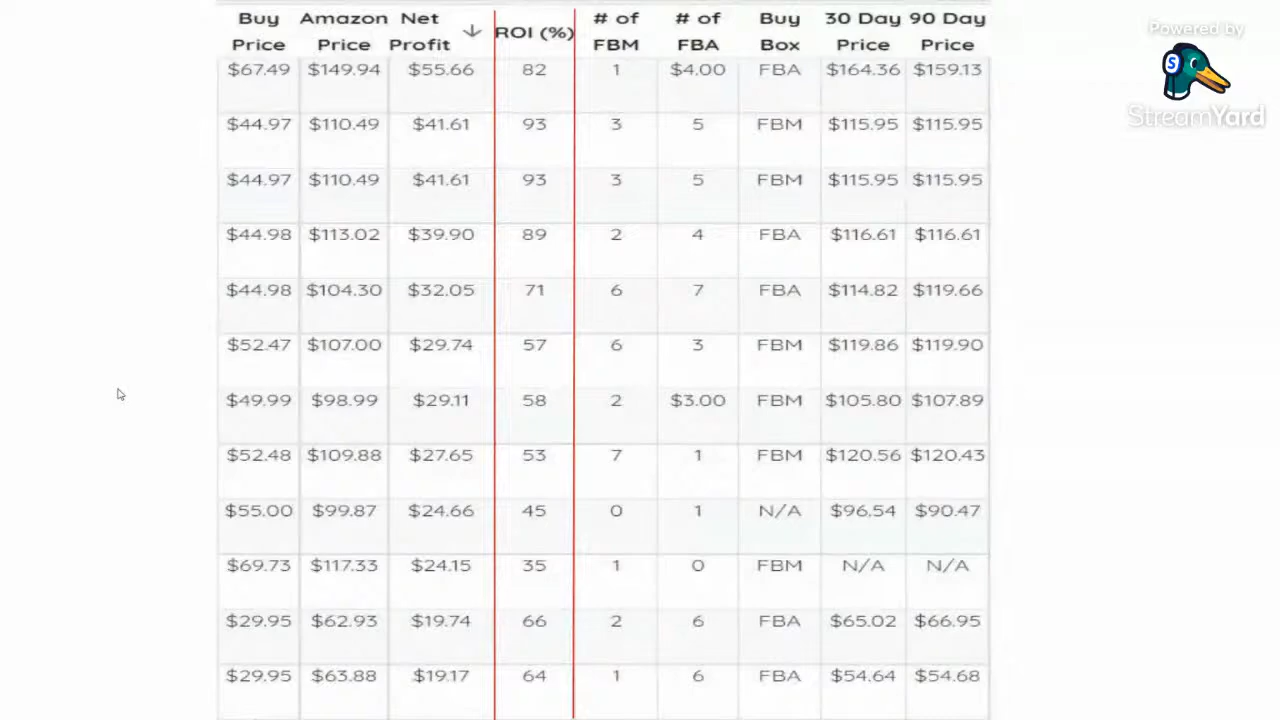 Buy Price Amazon Price Net Profit ↓ ROI (%) # of FBM # of FBA Buy Box 30 Day Price 90 Day Price
$67.49 $149.94 $55.66 82 1 $4.00 FBA $164.36 $159.13
$44.97 $110.49 $41.61 93 3 5 FBM $115.95 $115.95
$44.97 $110.49 $41.61 93 3 5 FBM $115.95 $115.95
$44.98 $113.02 $39.90 89 2 4 FBA $116.61 $116.61
$44.98 $104.30 $32.05 71 6 7 FBA $114.82 $119.66
$52.47 $107.00 $29.74 57 6 3 FBM $119.86 $119.90
$49.99 $98.99 $29.11 58 2 $3.00 FBM $105.80 $107.89
$52.48 $109.88 $27.65 53 7 1 FBM $120.56 $120.43
$55.00 $99.87 $24.66 45 0 1 N/A $96.54 $90.47
$69.73 $117.33 $24.15 35 1 0 FBM N/A N/A
$29.95 $62.93 $19.74 66 2 6 FBA $65.02 $66.95
$29.95 $63.88 $19.17 64 1 6 FBA $54.64 $54.68
Powered by
S
StreamYard